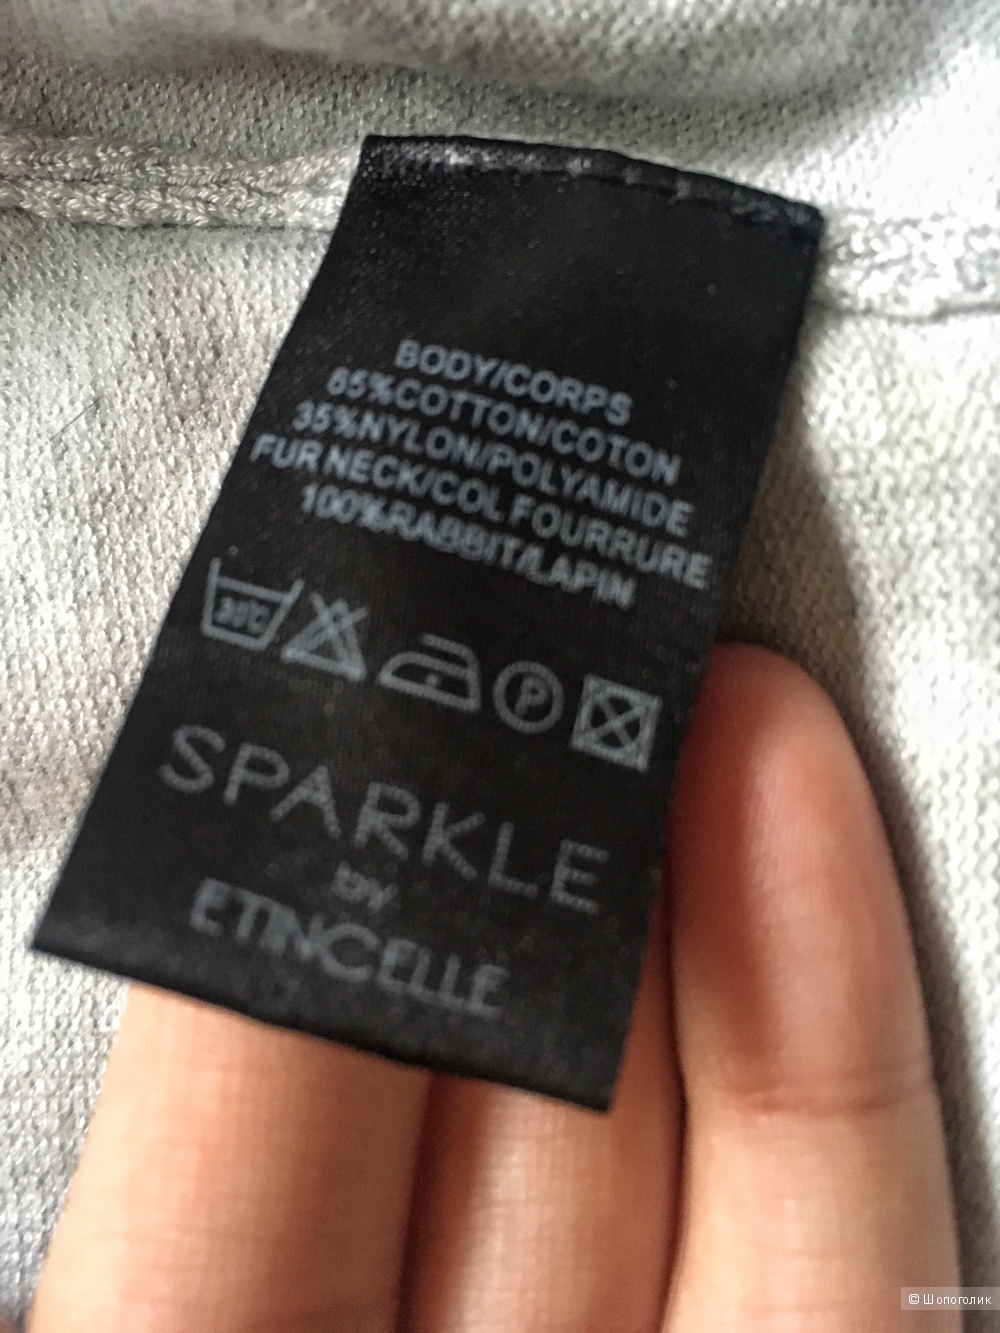 BODY/CORPS
65%COTTON/COTON
35%NYLON/POLYAMIDE
FUR NECK/COL FOURRURE
100%RABBIT/LAPIN
30°C
P
SPARKLE
by
ETINCELLE
© Шопоголик